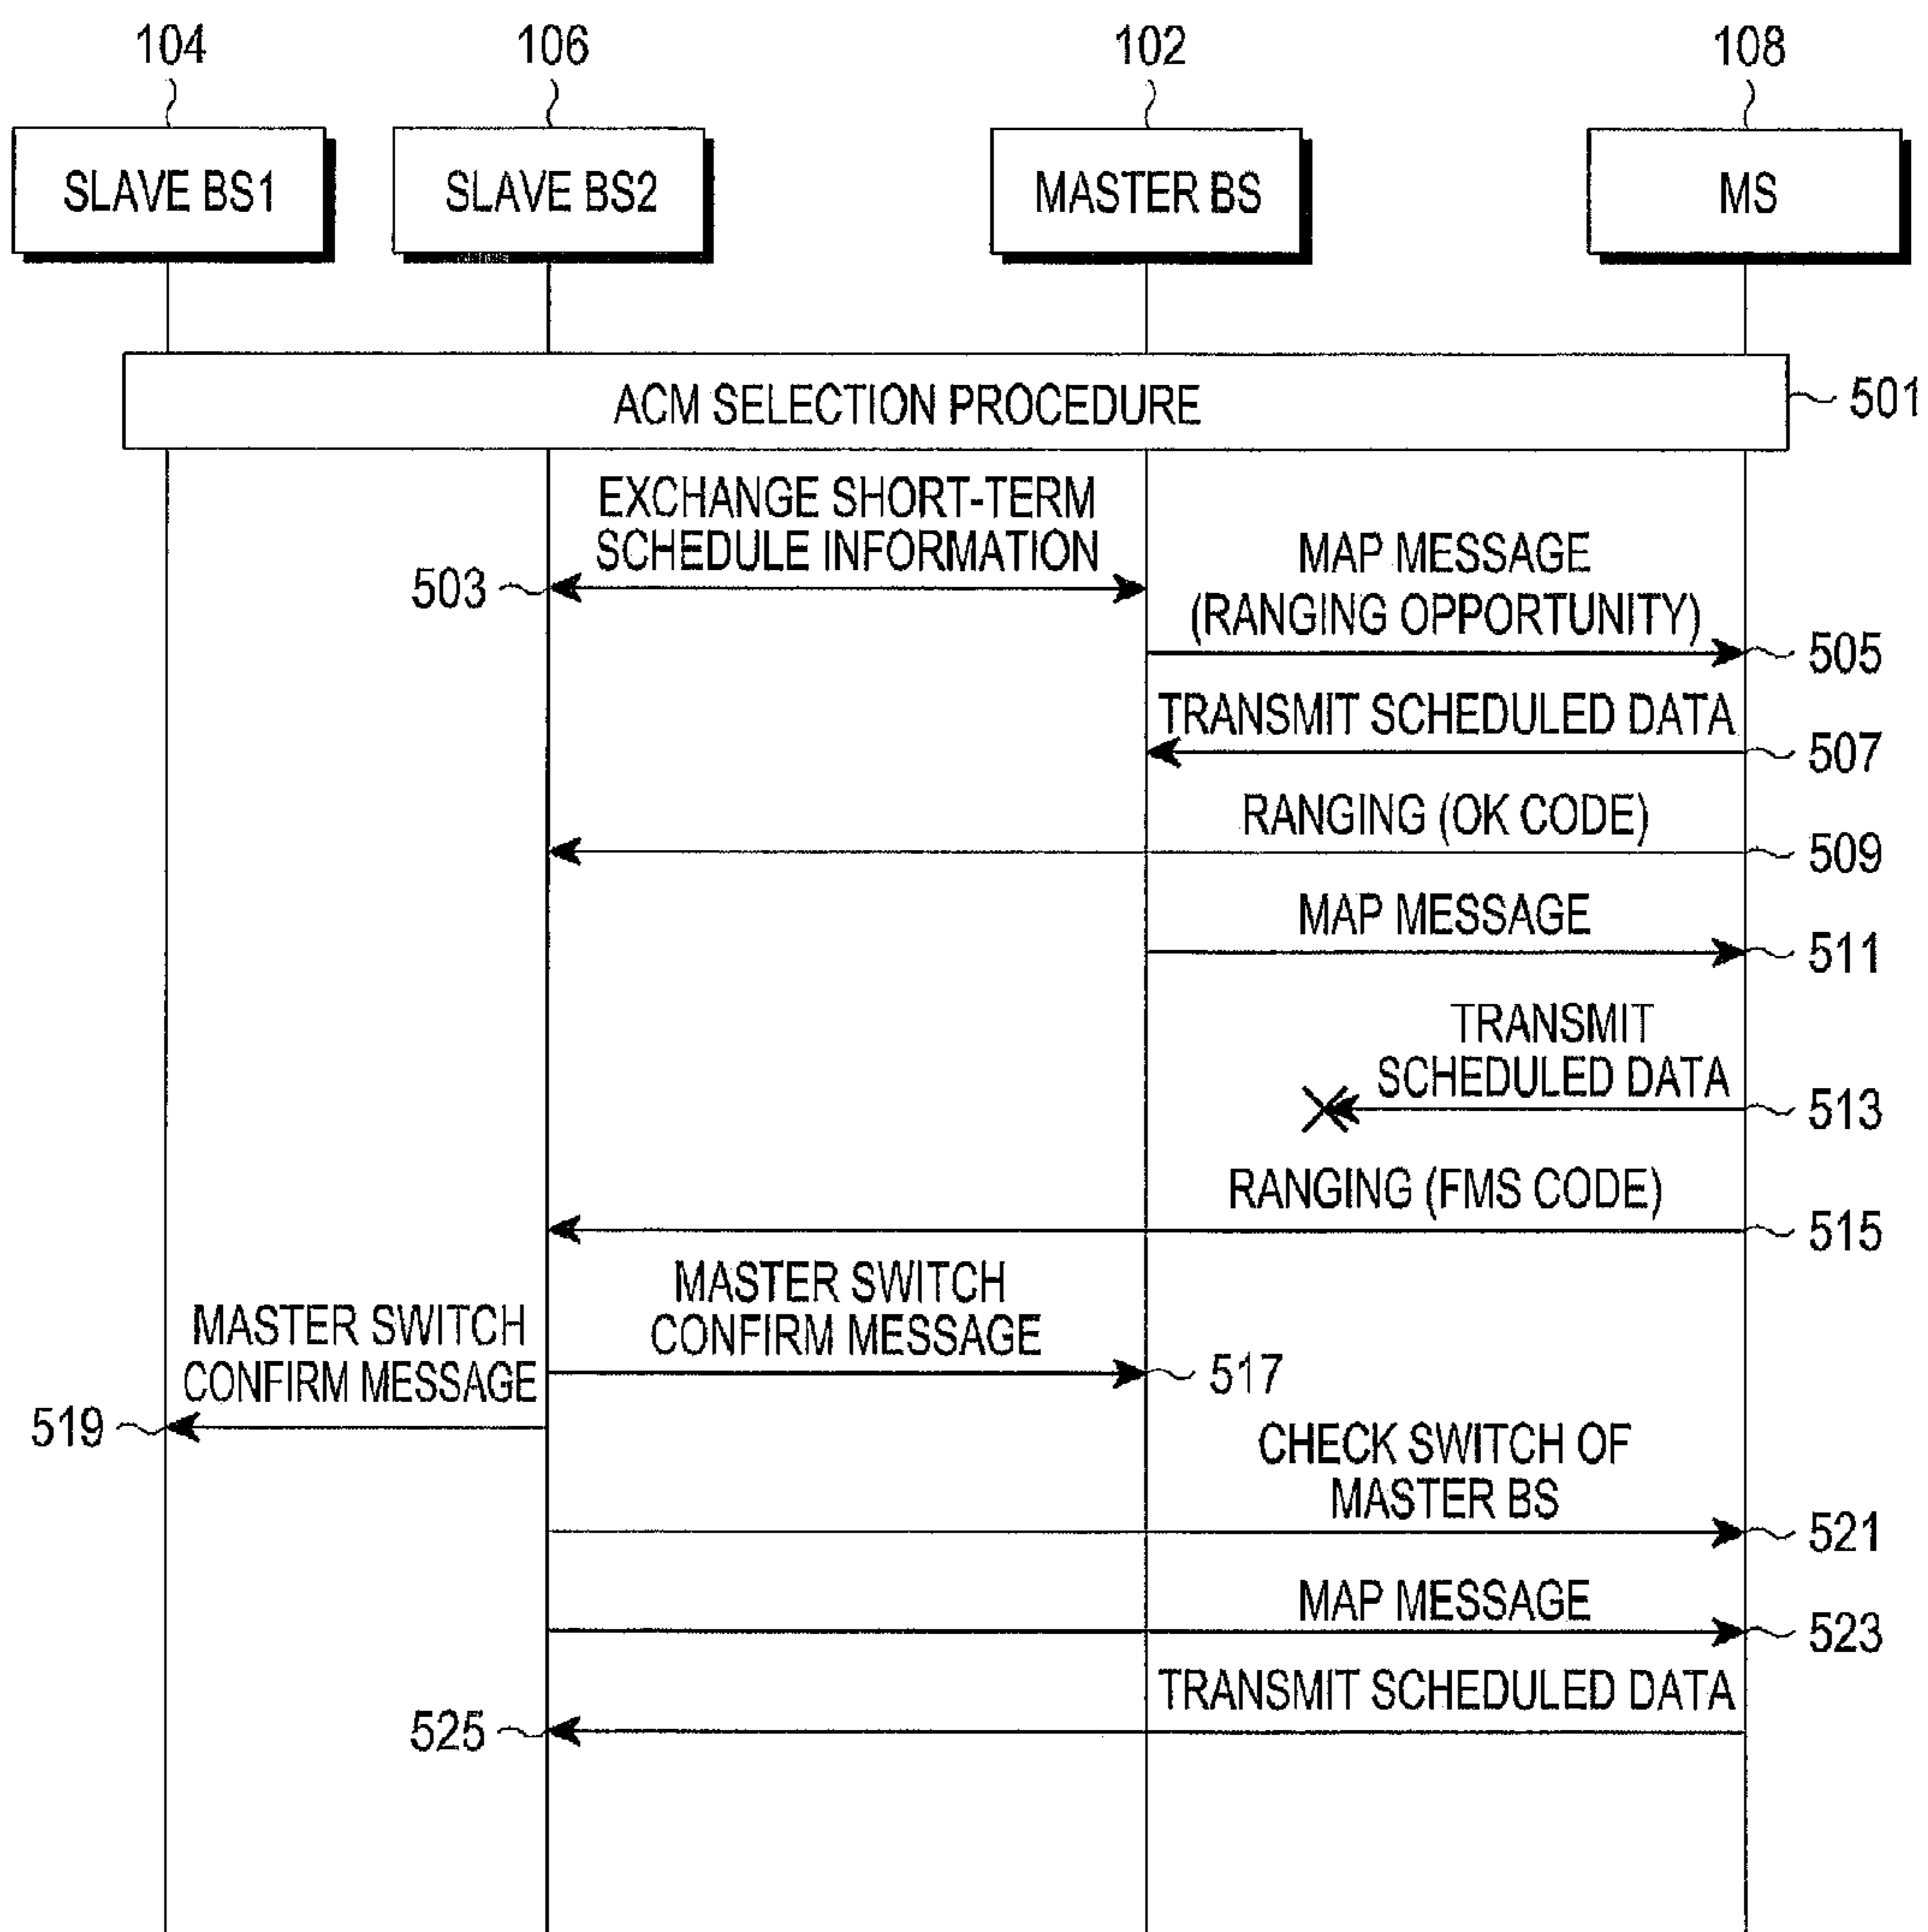 104
106
102
108
SLAVE BS1
SLAVE BS2
MASTER BS
MS
ACM SELECTION PROCEDURE
501
EXCHANGE SHORT-TERM
SCHEDULE INFORMATION
503
MAP MESSAGE
(RANGING OPPORTUNITY)
505
TRANSMIT SCHEDULED DATA
507
RANGING (OK CODE)
509
MAP MESSAGE
511
TRANSMIT
SCHEDULED DATA
513
RANGING (FMS CODE)
515
MASTER SWITCH
CONFIRM MESSAGE
517
MASTER SWITCH
CONFIRM MESSAGE
519
CHECK SWITCH OF
MASTER BS
521
MAP MESSAGE
523
TRANSMIT SCHEDULED DATA
525